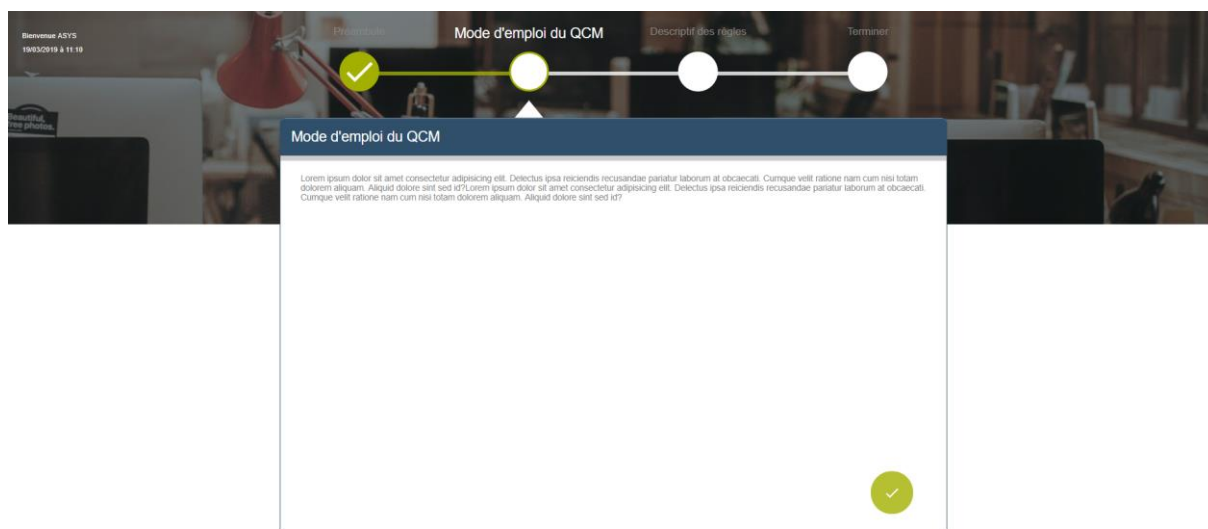 Bienvenue ASYS
19/03/2019 à 11:10
Préambule
Mode d'emploi du QCM
Descriptif des règles
Terminer
Beautiful,
free photos.
Mode d'emploi du QCM
Lorem ipsum dolor sit amet consectetur adipisicing elit. Delectus ipsa reiciendis recusandae pariatur laborum at obcaecati. Cumque velit ratione nam cum nisi totam
dolorem aliquam. Aliquid dolore sint sed id?Lorem ipsum dolor sit amet consectetur adipisicing elit. Delectus ipsa reiciendis recusandae pariatur laborum at obcaecati.
Cumque velit ratione nam cum nisi totam dolorem aliquam. Aliquid dolore sint sed id?